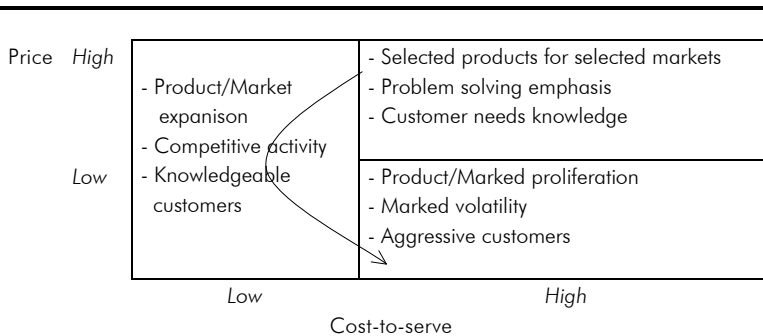 Price High
- Selected products for selected markets
- Problem solving emphasis
- Customer needs knowledge
- Product/Market
expanison
- Competitive activity
- Knowledgeable
customers
Low
- Product/Marked proliferation
- Marked volatility
- Aggressive customers
Low High
Cost-to-serve